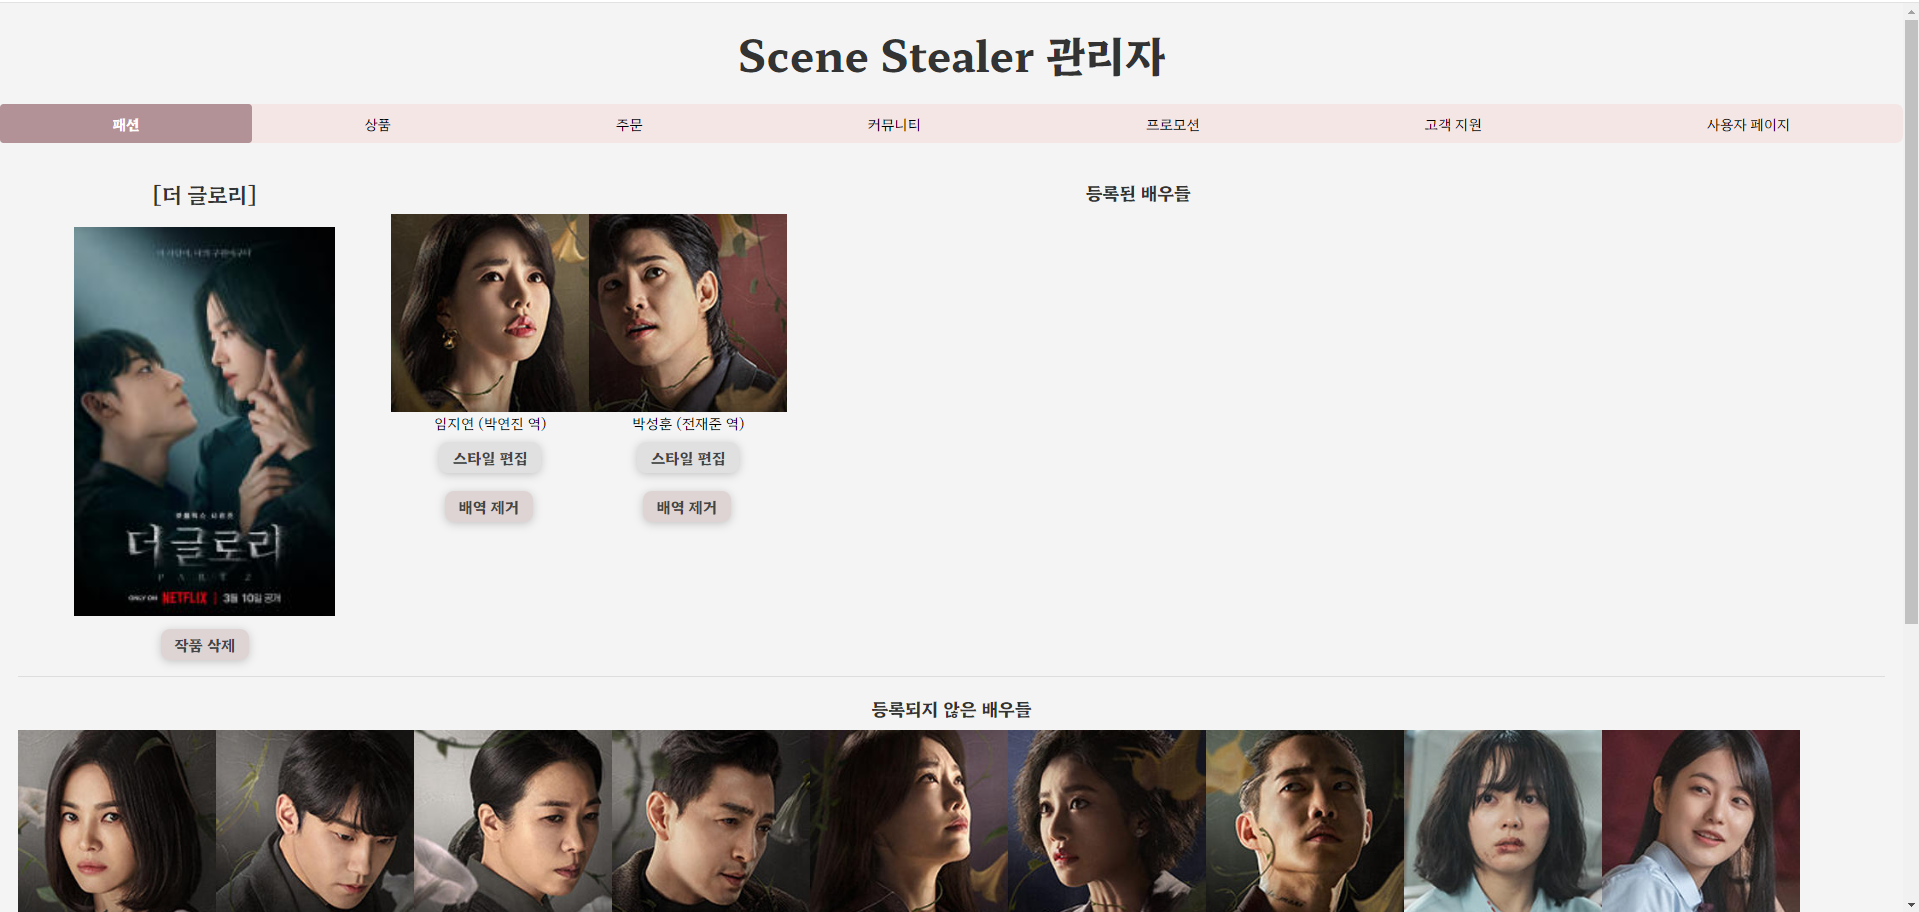 Scene Stealer 관리자
패션
상품
주문
커뮤니티
프로모션
고객 지원
사용자 페이지
[더 글로리]
더 글로리
PART 2
ONLY ON NETFLIX | 3월 10일 공개
작품 삭제
등록된 배우들
임지연 (박연진 역)
스타일 편집
배역 제거
박성훈 (전재준 역)
스타일 편집
배역 제거
등록되지 않은 배우들